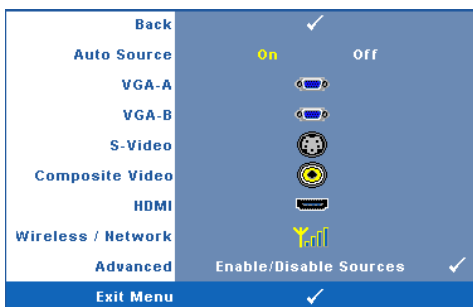 Back
Auto Source On Off
VGA-A
VGA-B
S-Video
Composite Video
HDMI
Wireless / Network
Advanced Enable/Disable Sources
Exit Menu